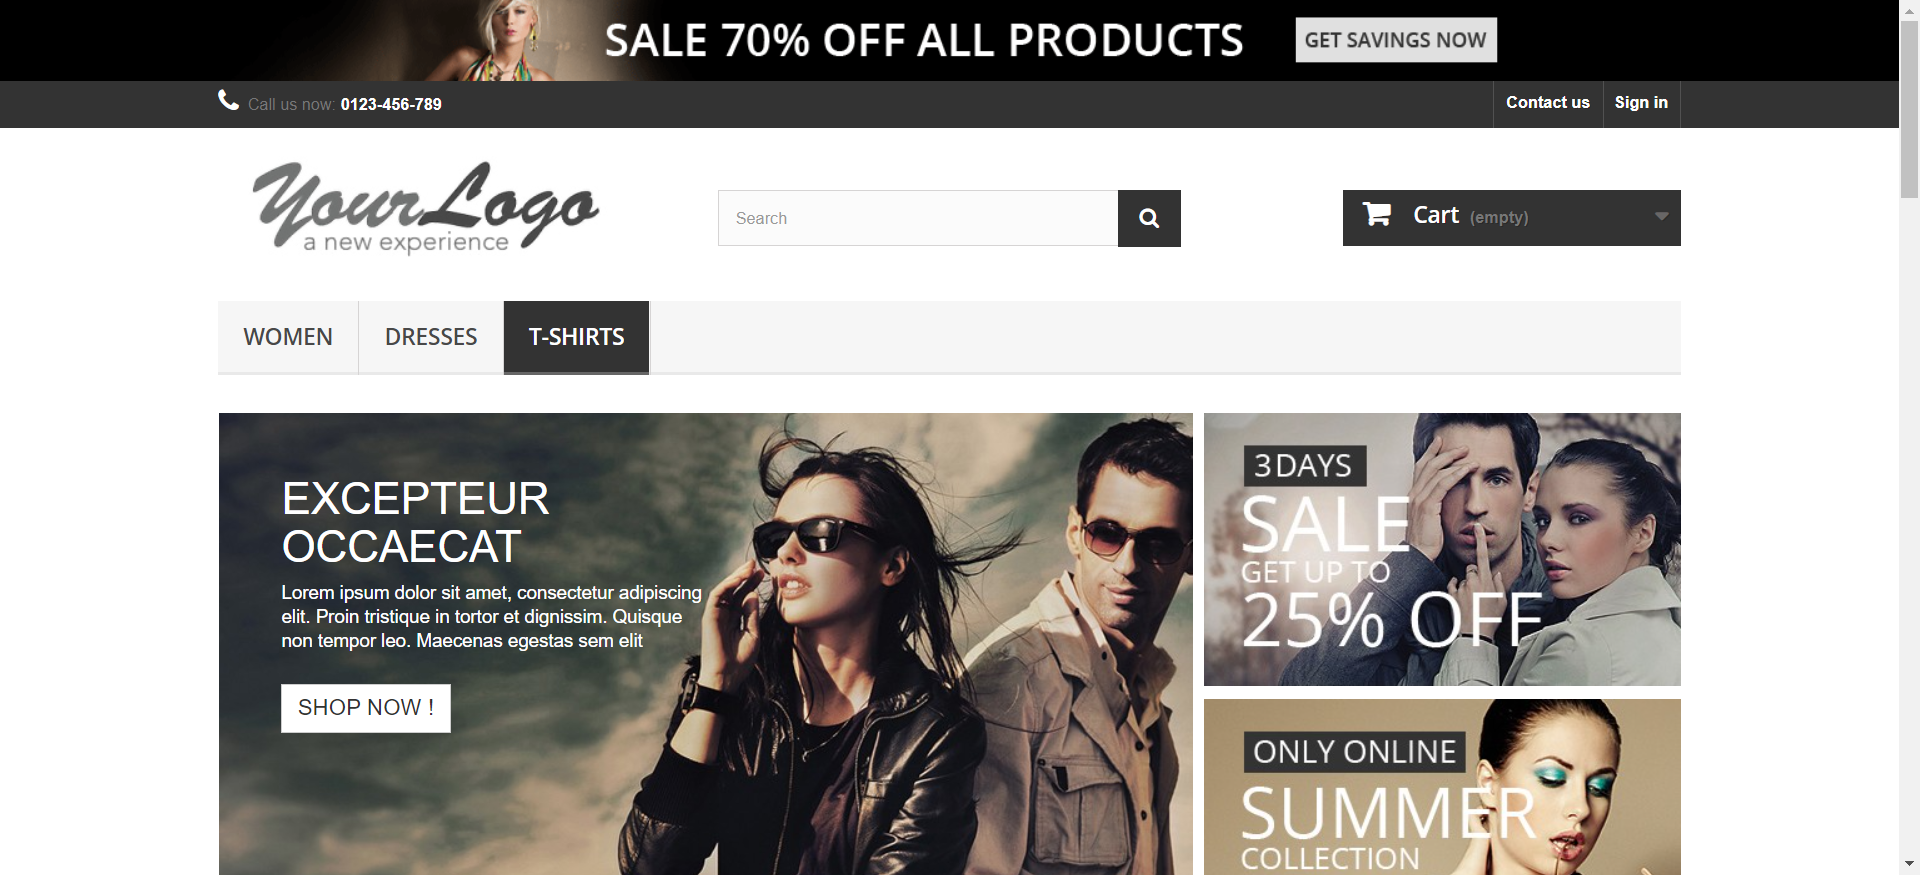 SALE 70% OFF ALL PRODUCTS
GET SAVINGS NOW
Call us now: 0123-456-789
Contact us
Sign in
YourLogo
a new experience
Search
Cart (empty)
WOMEN
DRESSES
T-SHIRTS
EXCEPTEUR
OCCAECAT
Lorem ipsum dolor sit amet, consectetur adipiscing
elit. Proin tristique in tortor et dignissim. Quisque
non tempor leo. Maecenas egestas sem elit
SHOP NOW !
3 DAYS
SALE
GET UP TO
25% OFF
ONLY ONLINE
SUMMER
COLLECTION